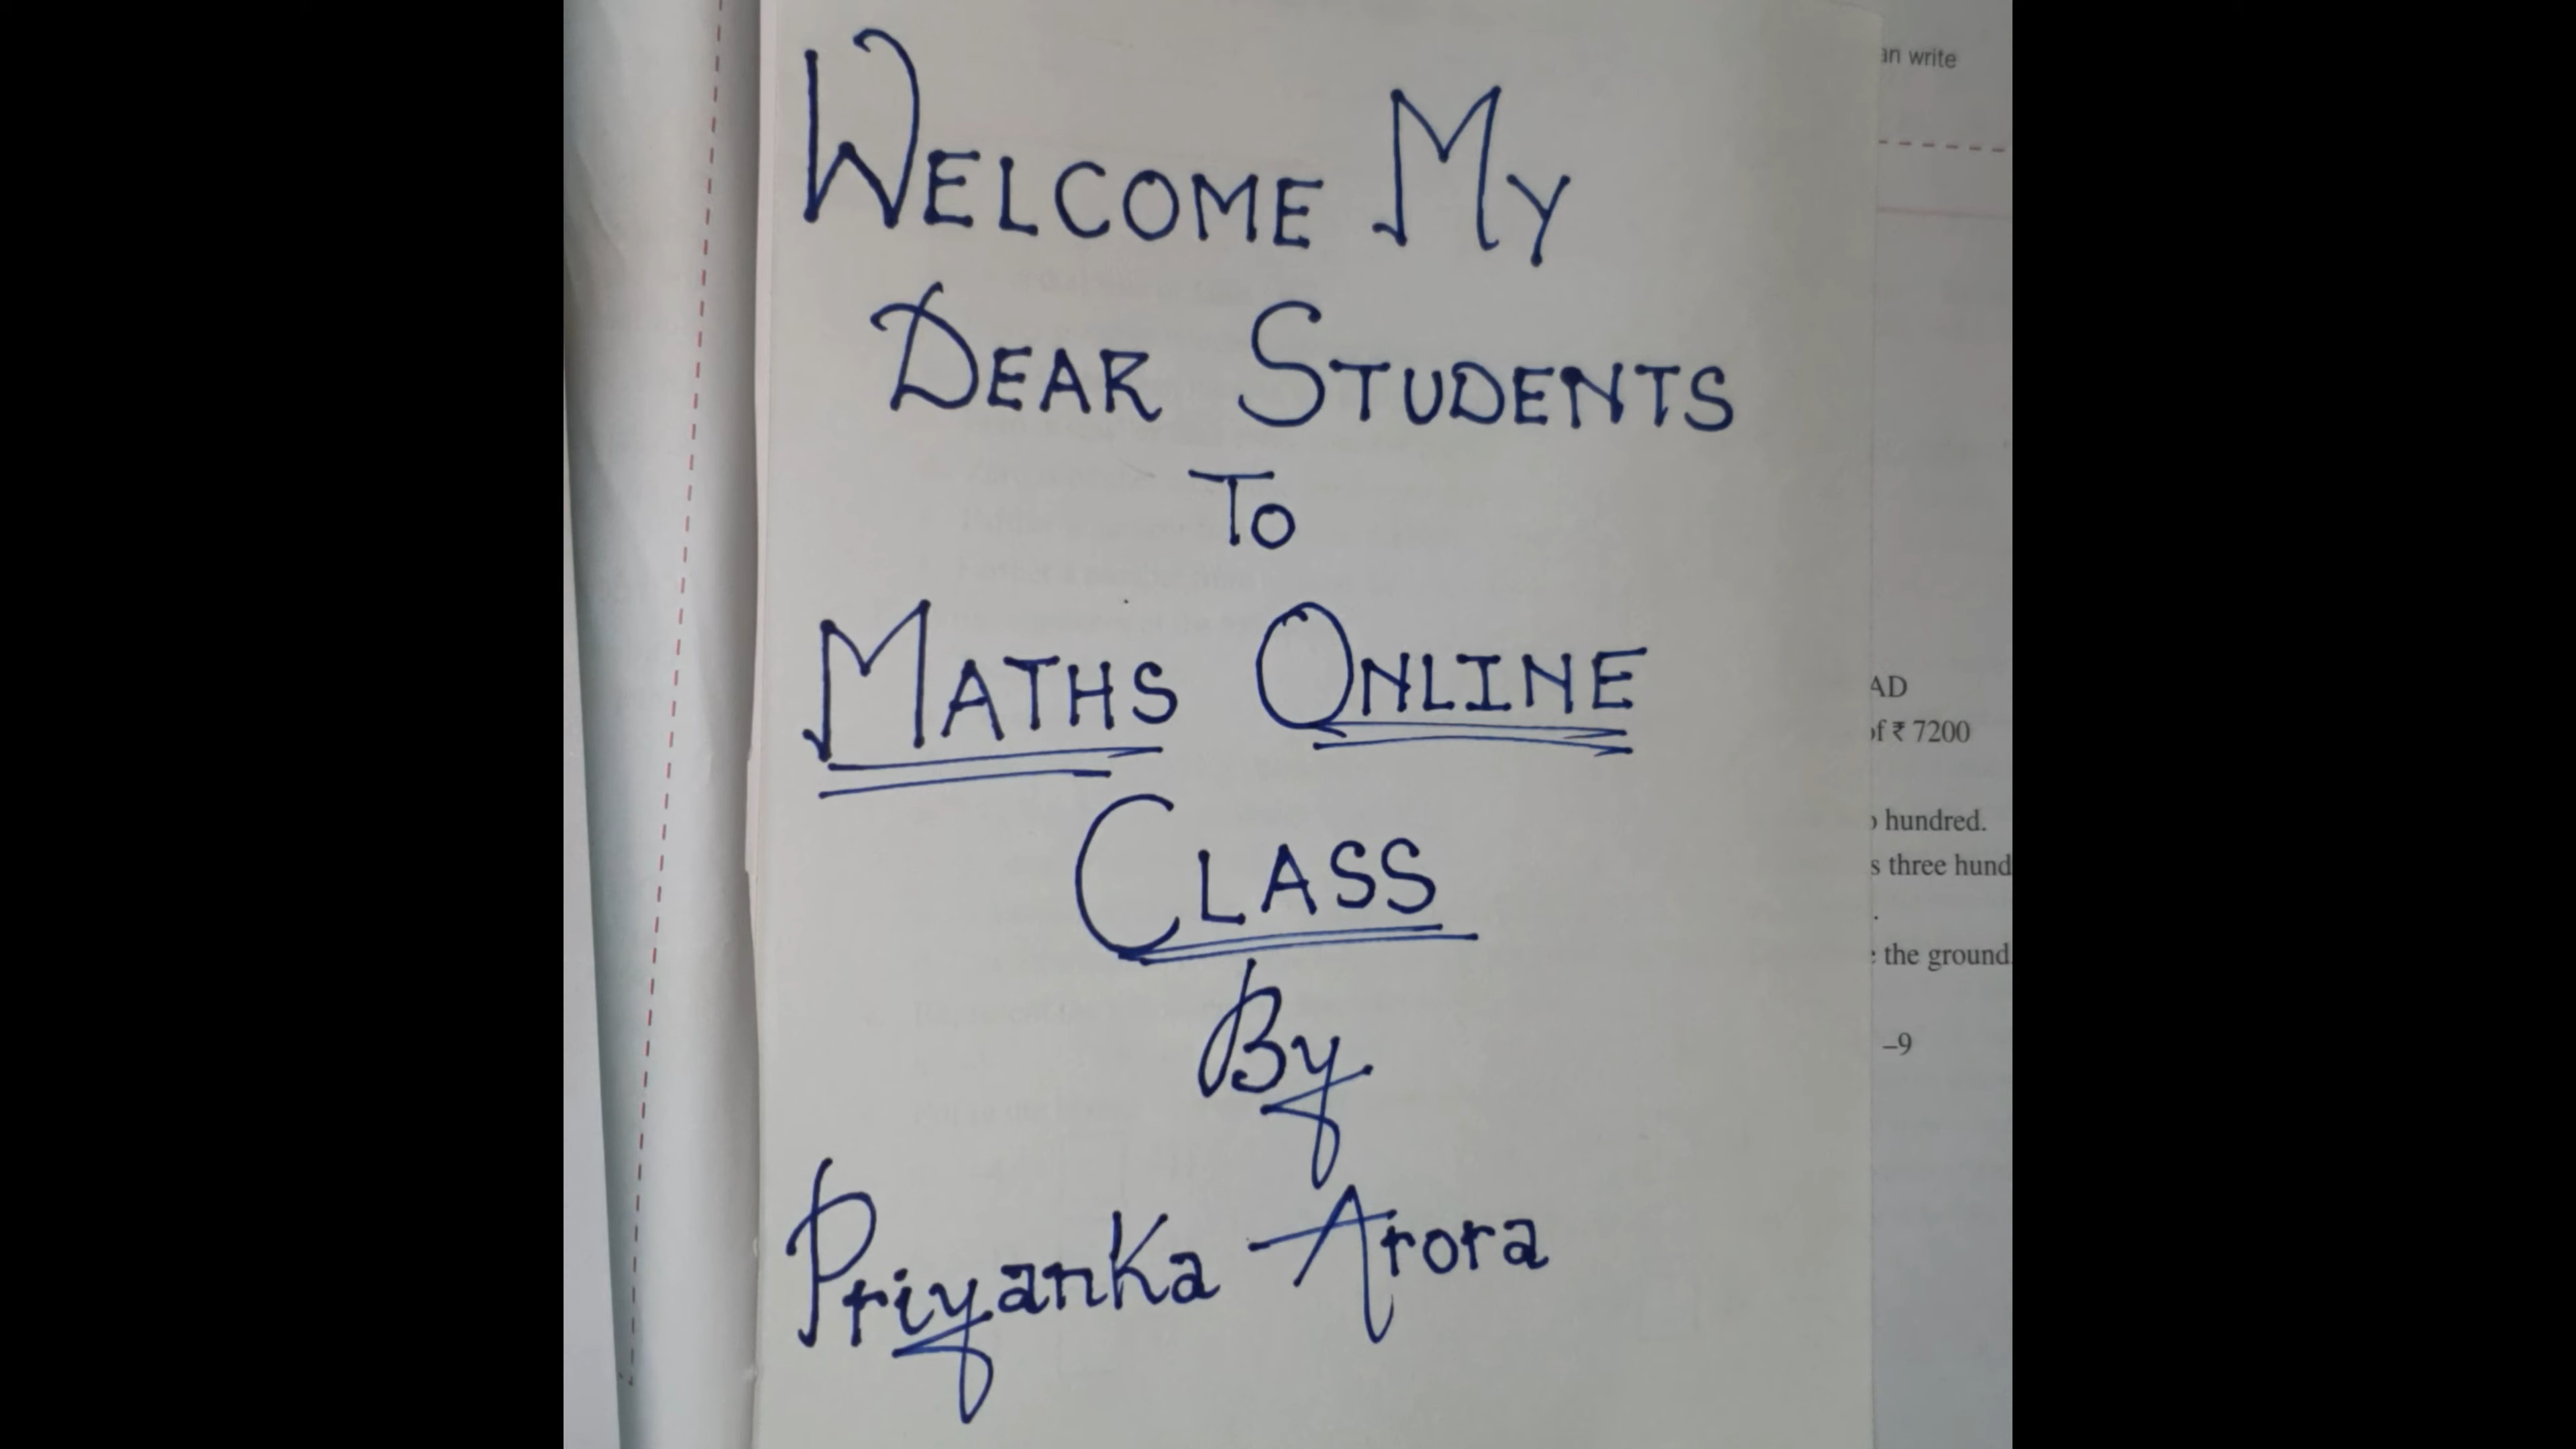 WELCOME MY
DEAR STUDENTS
TO
MATHS ONLINE
CLASS
By
Priyanka Arora
an write
AD
of ₹ 7200
hundred.
s three hund
the ground
–9